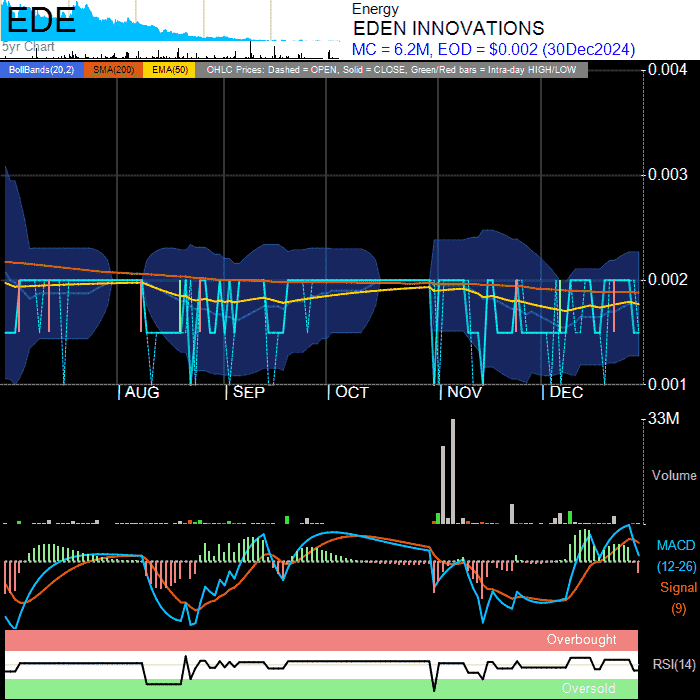 EDE
5yr Chart
Energy
EDEN INNOVATIONS
MC = 6.2M, EOD = $0.002 (30Dec2024)
BollBands(20,2) SMA(200) EMA(50) OHLC Prices: Dashed = OPEN, Solid = CLOSE, Green/Red bars = Intra-day HIGH/LOW
0.004
0.003
0.002
0.001
AUG SEP OCT NOV DEC
33M
Volume
MACD
(12-26)
Signal
(9)
Overbought
RSI(14)
Oversold